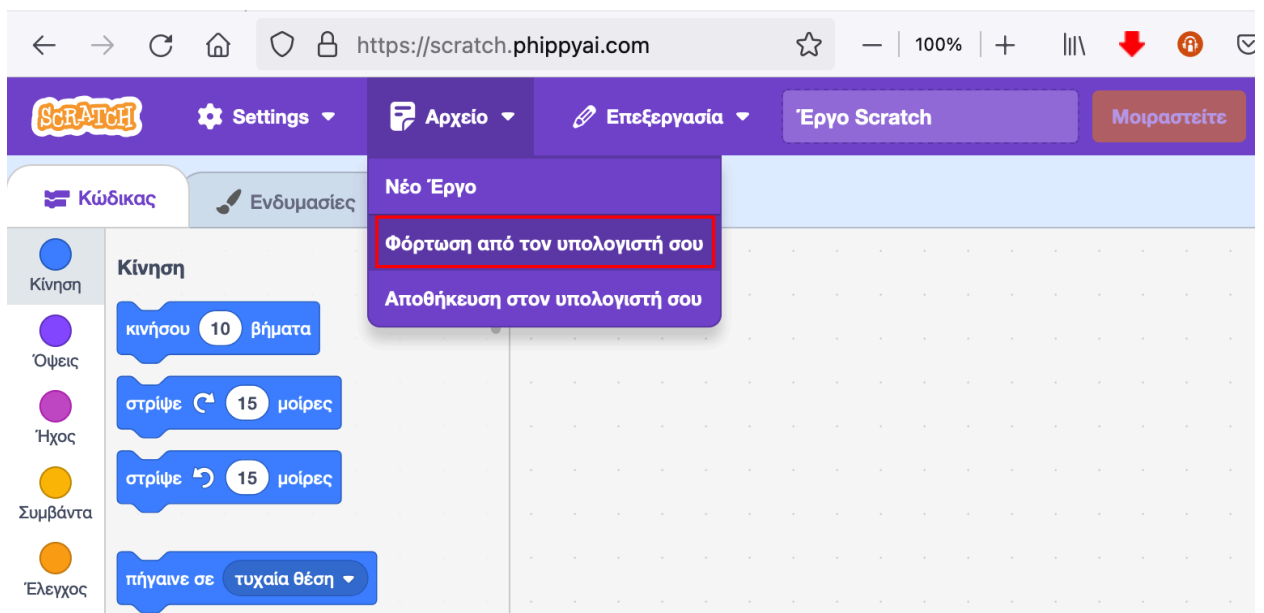 https://scratch.phippyai.com 100%
SCRATCH Settings Αρχείο Επεξεργασία Έργο Scratch Μοιραστείτε
Κώδικας Ενδυμασίες
Νέο Έργο
Φόρτωση από τον υπολογιστή σου
Αποθήκευση στον υπολογιστή σου
Κίνηση
Όψεις
Ήχος
Συμβάντα
Έλεγχος
Κίνηση
κινήσου 10 βήματα
στρίψε 15 μοίρες
στρίψε 15 μοίρες
πήγαινε σε τυχαία θέση